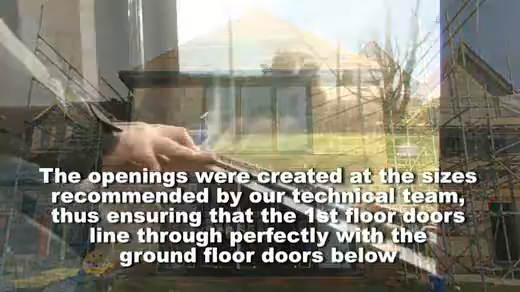 The openings were created at the sizes
recommended by our technical team,
thus ensuring that the 1st floor doors
line through perfectly with the
ground floor doors below